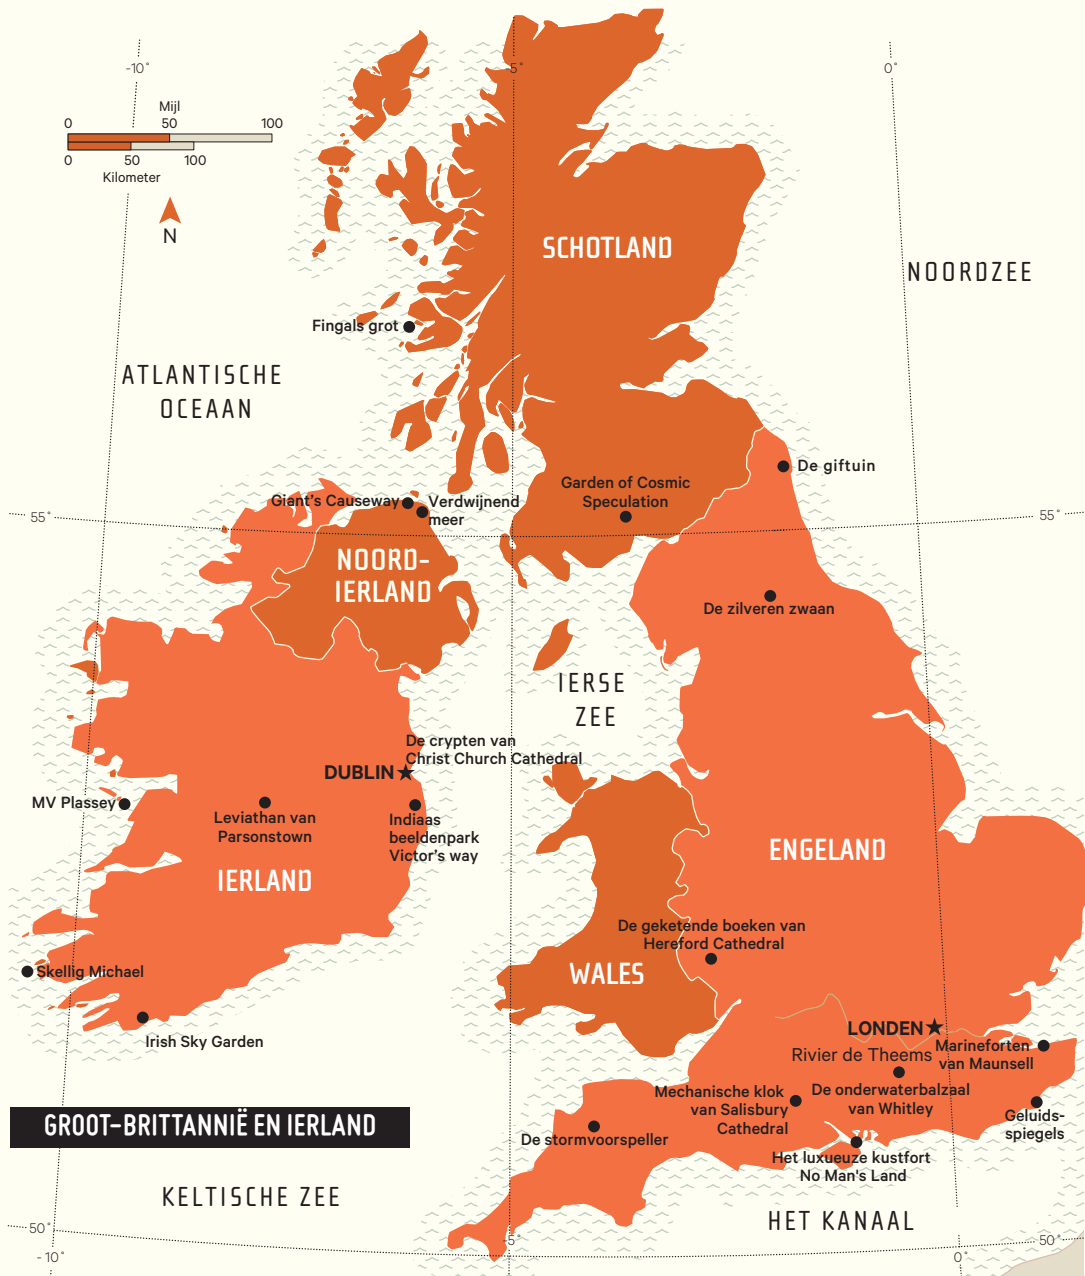 -10°
-5°
0°
Mijl
0 50 100
0 50 100
Kilometer
N
SCHOTLAND
NOORDZEE
Fingals grot
ATLANTISCHE
OCEAAN
De giftuin
Garden of Cosmic
Speculation
Giant's Causeway
Verdwijnend
meer
55°
55°
NOORD-
IERLAND
De zilveren zwaan
IERSE
ZEE
De crypten van
Christ Church Cathedral
DUBLIN
MV Plassey
Leviathan van
Parsonstown
Indiaas
beeldenpark
Victor's way
ENGELAND
IERLAND
De geketende boeken van
Hereford Cathedral
WALES
Skellig Michael
Irish Sky Garden
LONDEN
Rivier de Theems
Marineforten
van Maunsell
Mechanische klok
van Salisbury
Cathedral
De onderwaterbalzaal
van Whitley
Geluids-
spiegels
GROOT-BRITTANNIË EN IERLAND
De stormvoorspeller
Het luxueuze kustfort
No Man's Land
KELTISCHE ZEE
HET KANAAL
50°
-10°
-5°
0°
50°